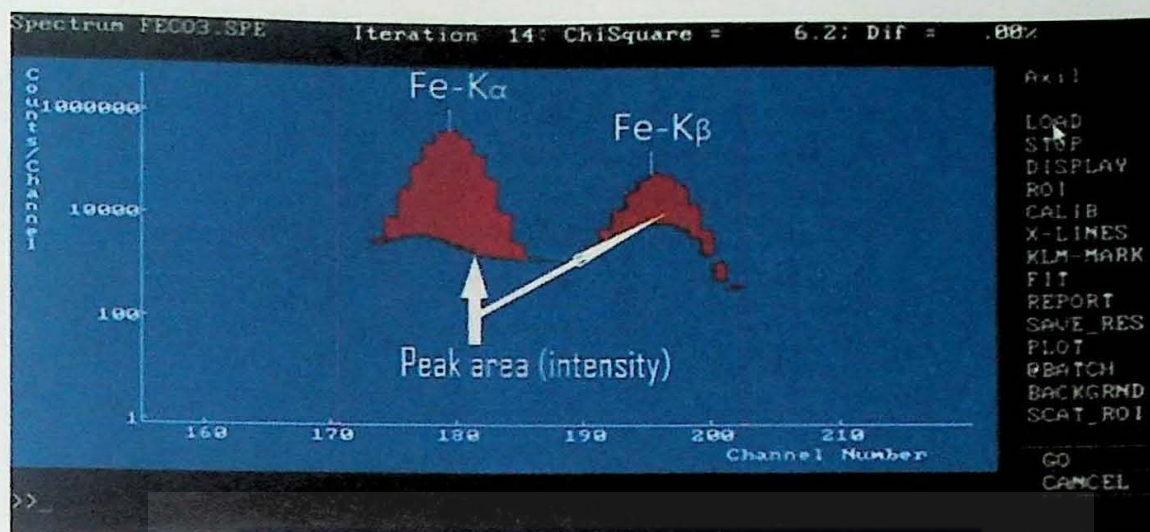 Spectrum FECO3.SPE Iteration 14: ChiSquare = 6.2; Dif = .00%
Counts/Channel
1000000
10000
100
1
Fe-Kα
Fe-Kβ
Peak area (intensity)
160 170 180 190 200 210
Channel Number
Axil
LOAD
STOP
DISPLAY
ROI
CALIB
X-LINES
KLM-MARK
FIT
REPORT
SAVE_RES
PLOT
@BATCH
BACKGRND
SCAT_ROI
GO
CANCEL
>>_